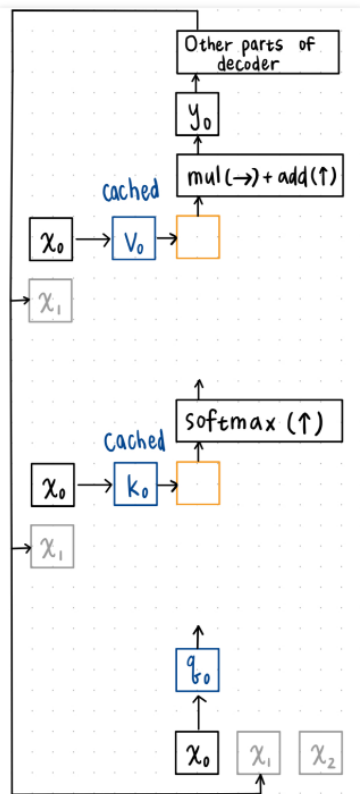 Other parts of
decoder
y₀
mul(→)+add(↑)
cached
x₀
v₀
x₁
softmax (↑)
cached
x₀
k₀
x₁
q₀
x₀
x₁
x₂